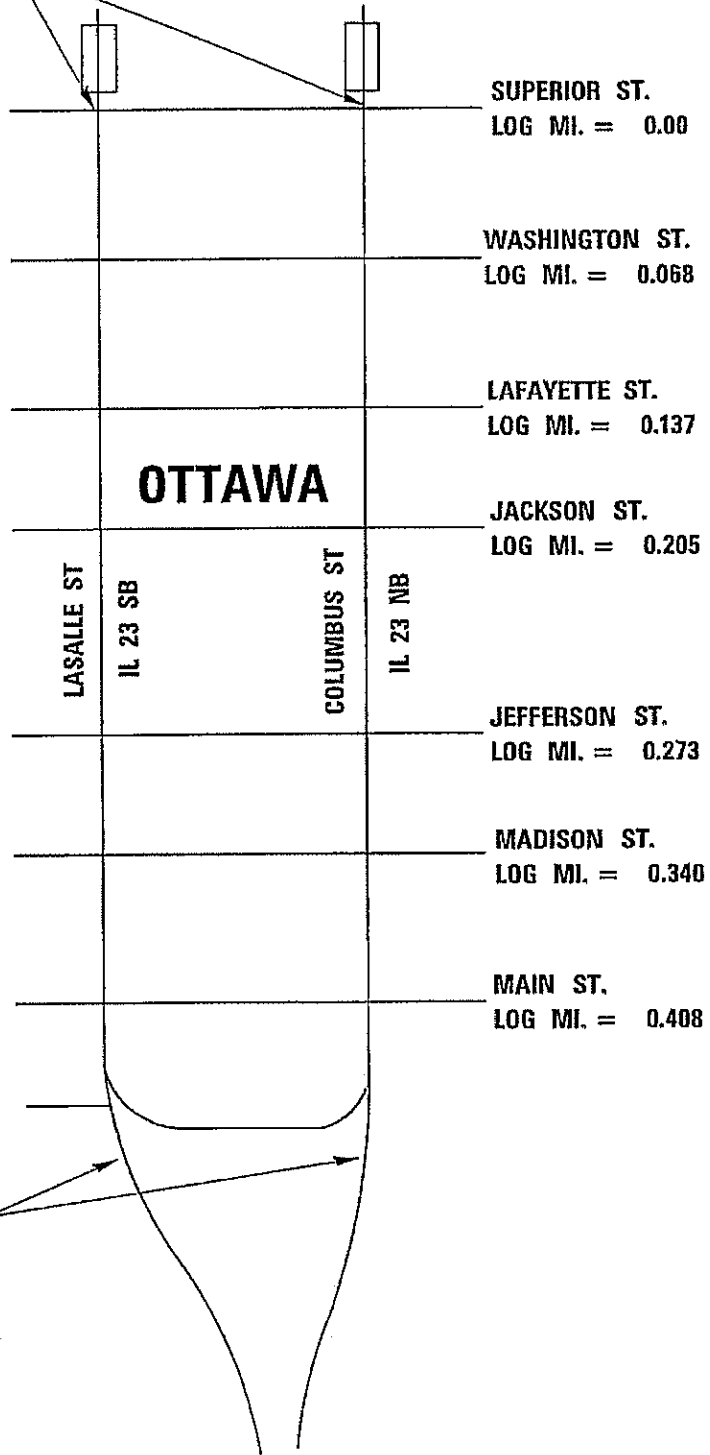 SUPERIOR ST.
LOG MI. = 0.00
WASHINGTON ST.
LOG MI. = 0.068
LAFAYETTE ST.
LOG MI. = 0.137
OTTAWA
JACKSON ST.
LOG MI. = 0.205
LASALLE ST
IL 23 SB
COLUMBUS ST
IL 23 NB
JEFFERSON ST.
LOG MI. = 0.273
MADISON ST.
LOG MI. = 0.340
MAIN ST.
LOG MI. = 0.408